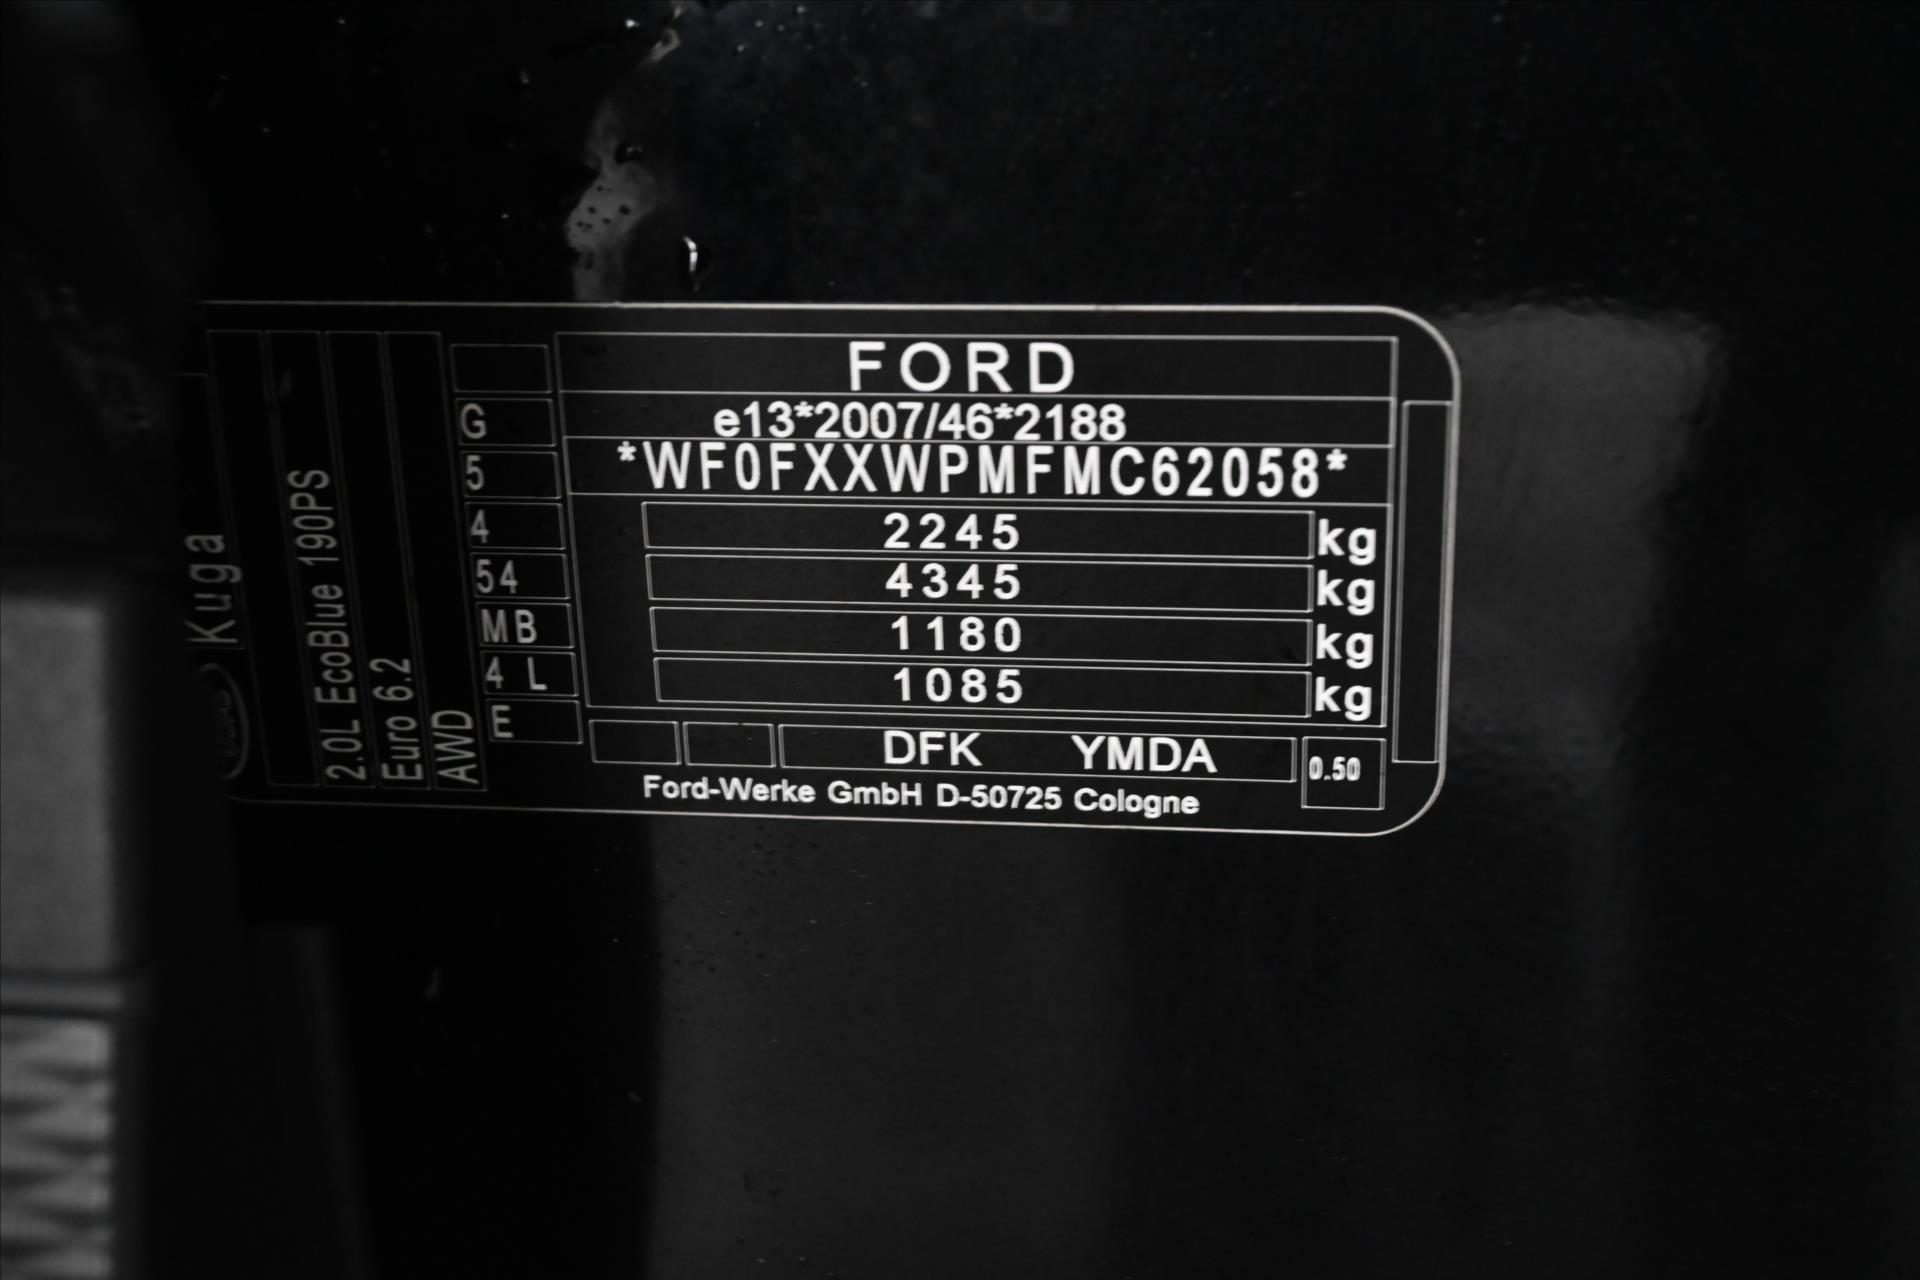 FORD
e13*2007/46*2188
*WF0FXXWPMFMC62058*
2245 kg
4345 kg
1180 kg
1085 kg
DFK YMDA
0.50
Ford-Werke GmbH D-50725 Cologne
G
5
4
54
MB
4 L
E
Kuga
2.0L EcoBlue 190PS
Euro 6.2
AWD